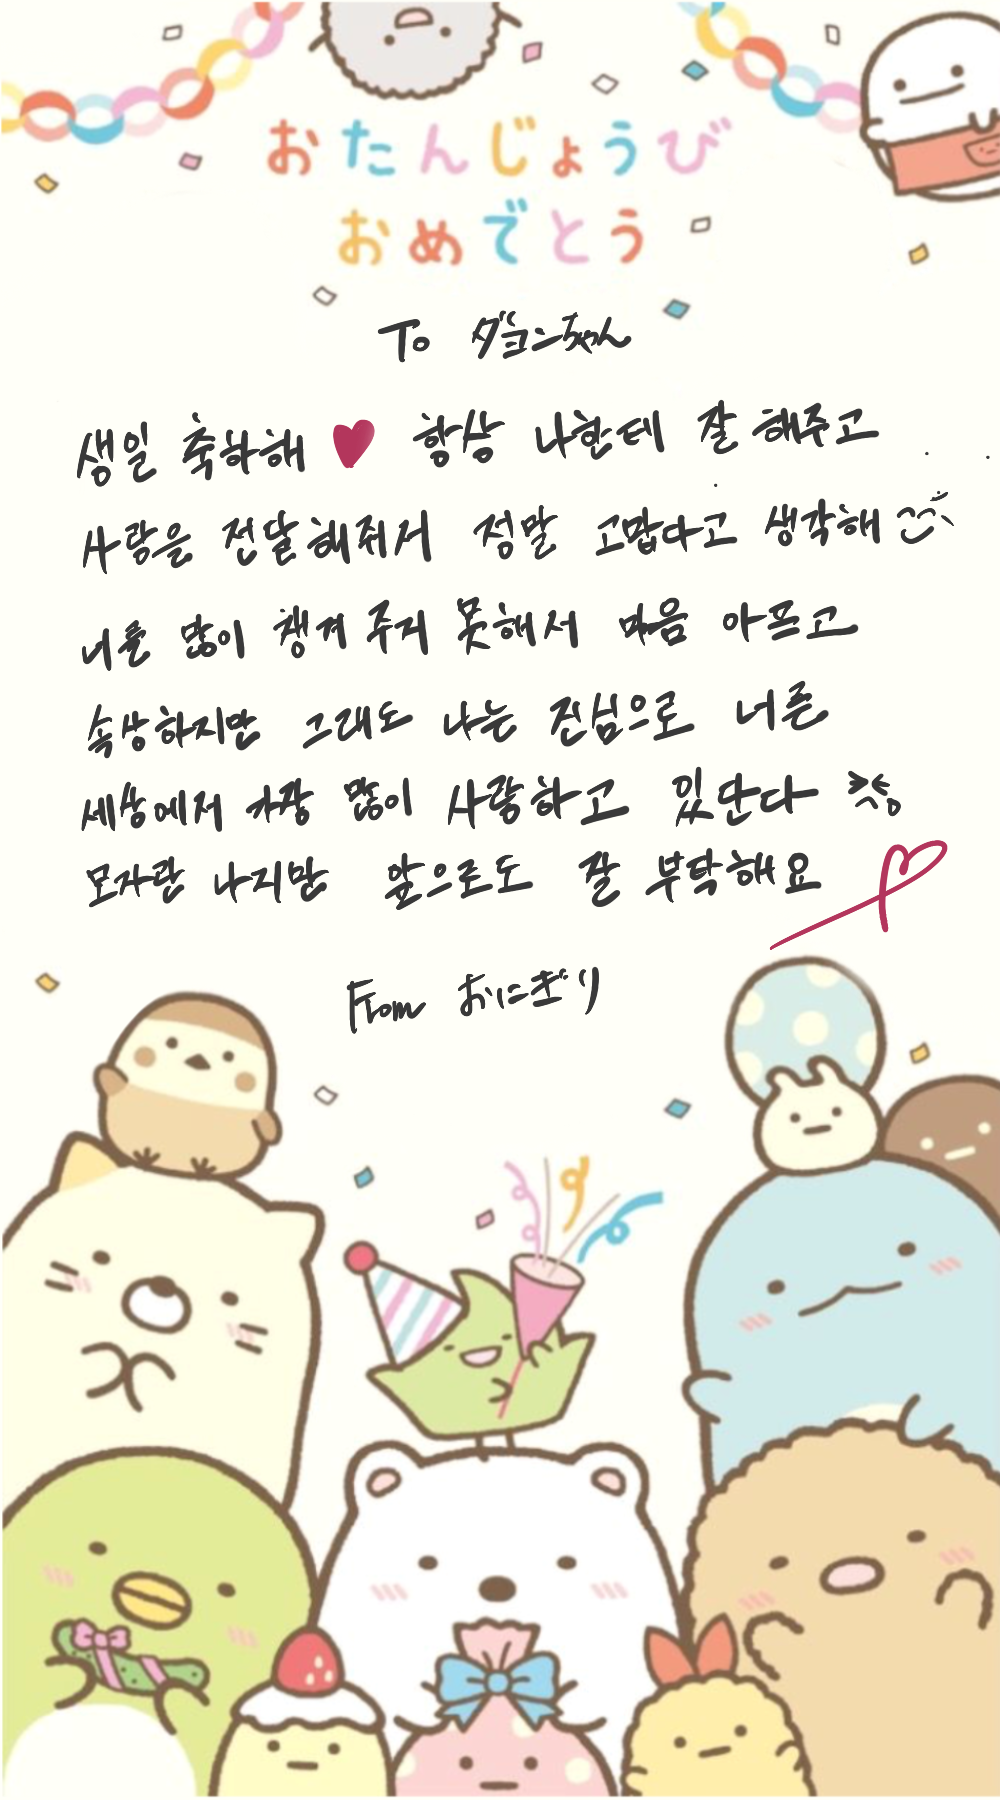 おたんじょうび
おめでとう
To ダヨンちゃん
생일 축하해 ♥ 항상 나한테 잘 해주고
사랑을 전달해줘서 정말 고맙다고 생각해
너를 많이 챙겨 주지 못해서 마음 아프고
속상하지만 그래도 나는 진심으로 너를
세상에서 가장 많이 사랑하고 있단다
모자란 나지만 앞으로도 잘 부탁해요
From おにぎり